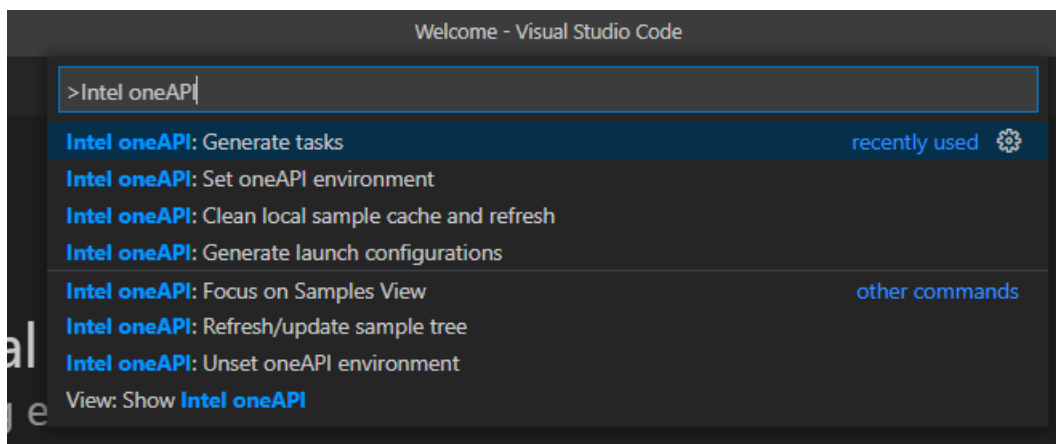 Welcome - Visual Studio Code
>Intel oneAPI
Intel oneAPI: Generate tasks recently used
Intel oneAPI: Set oneAPI environment
Intel oneAPI: Clean local sample cache and refresh
Intel oneAPI: Generate launch configurations
Intel oneAPI: Focus on Samples View other commands
Intel oneAPI: Refresh/update sample tree
al
Intel oneAPI: Unset oneAPI environment
View: Show Intel oneAPI
e